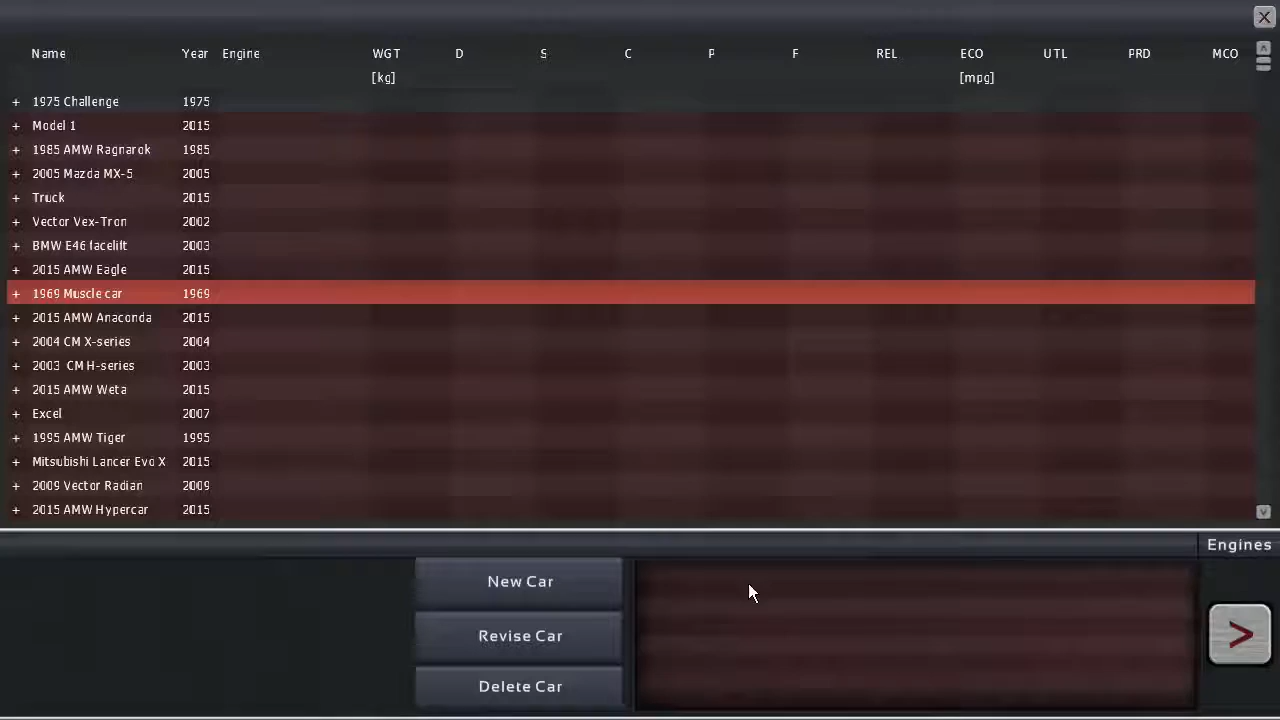 Name Year Engine WGT D S C P F REL ECO UTL PRD MCO
[kg] [mpg]
+ 1975 Challenge 1975
+ Model 1 2015
+ 1985 AMW Ragnarok 1985
+ 2005 Mazda MX-5 2005
+ Truck 2015
+ Vector Vex-Tron 2002
+ BMW E46 facelift 2003
+ 2015 AMW Eagle 2015
+ 1969 Muscle car 1969
+ 2015 AMW Anaconda 2015
+ 2004 CM X-series 2004
+ 2003 CM H-series 2003
+ 2015 AMW Weta 2015
+ Excel 2007
+ 1995 AMW Tiger 1995
+ Mitsubishi Lancer Evo X 2015
+ 2009 Vector Radian 2009
+ 2015 AMW Hypercar 2015
Engines
New Car
Revise Car
>
Delete Car